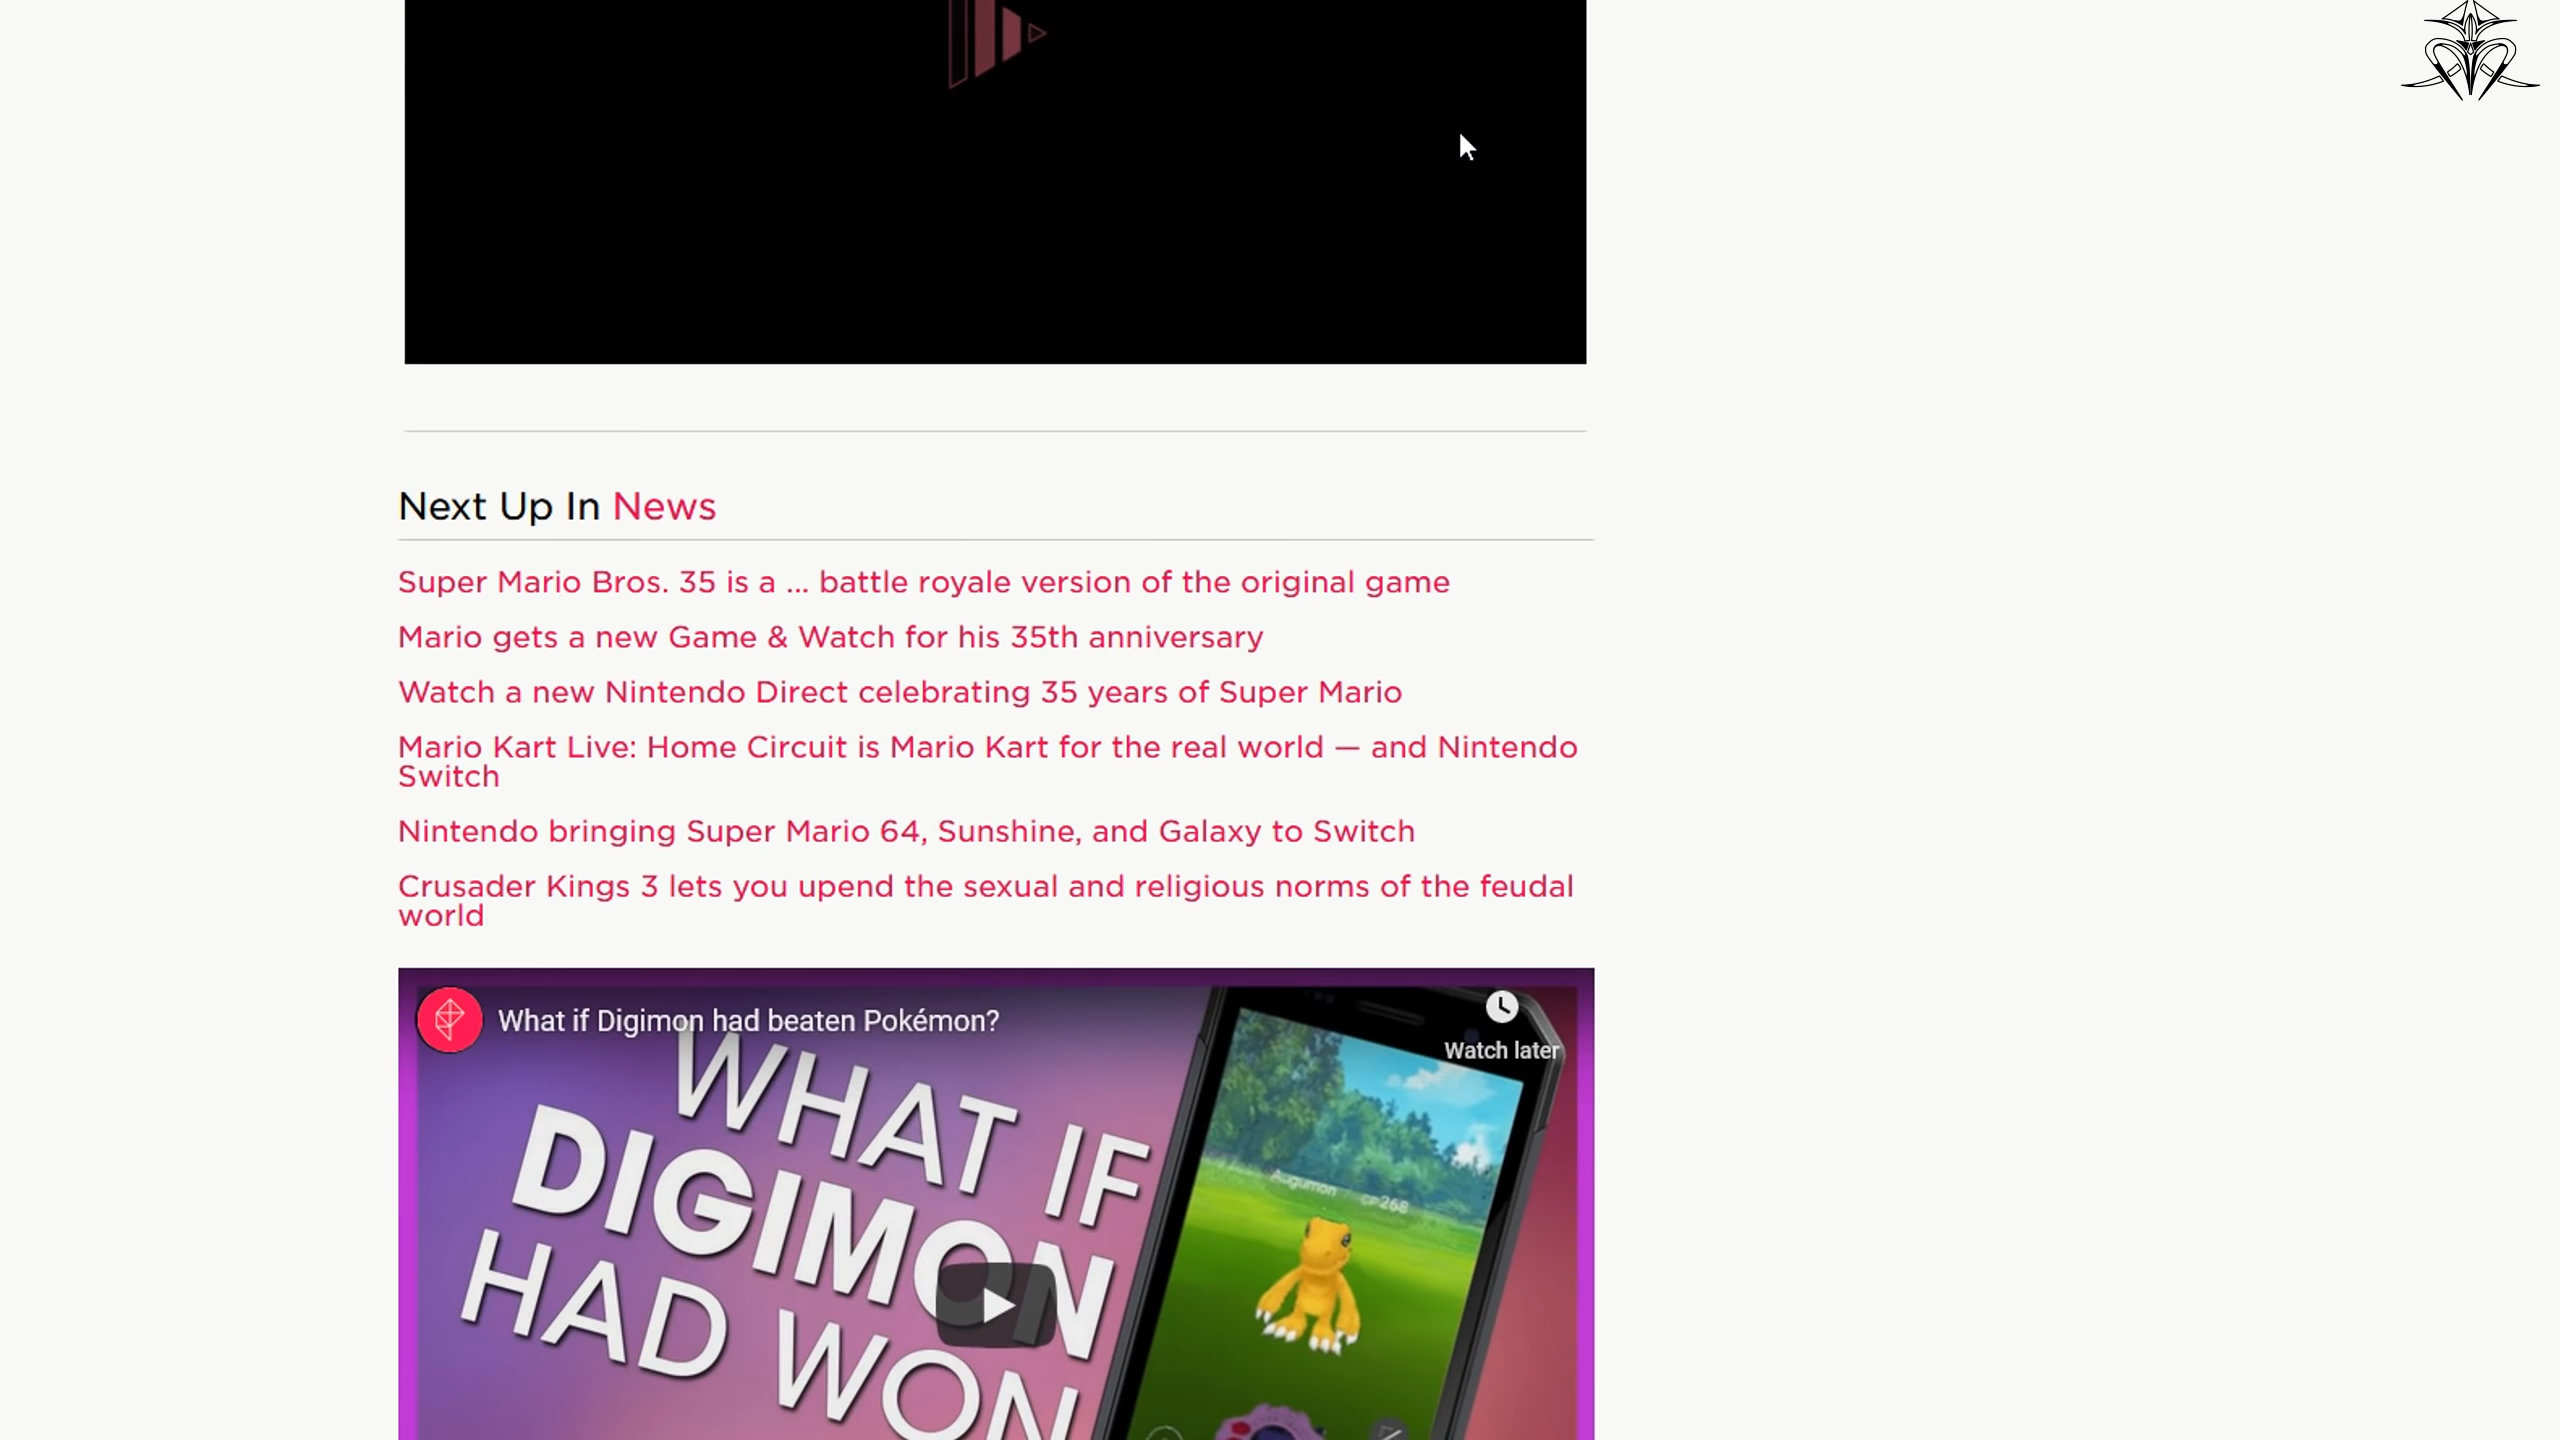 Next Up In News
Super Mario Bros. 35 is a ... battle royale version of the original game
Mario gets a new Game & Watch for his 35th anniversary
Watch a new Nintendo Direct celebrating 35 years of Super Mario
Mario Kart Live: Home Circuit is Mario Kart for the real world — and Nintendo
Switch
Nintendo bringing Super Mario 64, Sunshine, and Galaxy to Switch
Crusader Kings 3 lets you upend the sexual and religious norms of the feudal
world
What if Digimon had beaten Pokémon?
Watch later
WHAT IF
DIGIMON
HAD WON
Augumon CP268